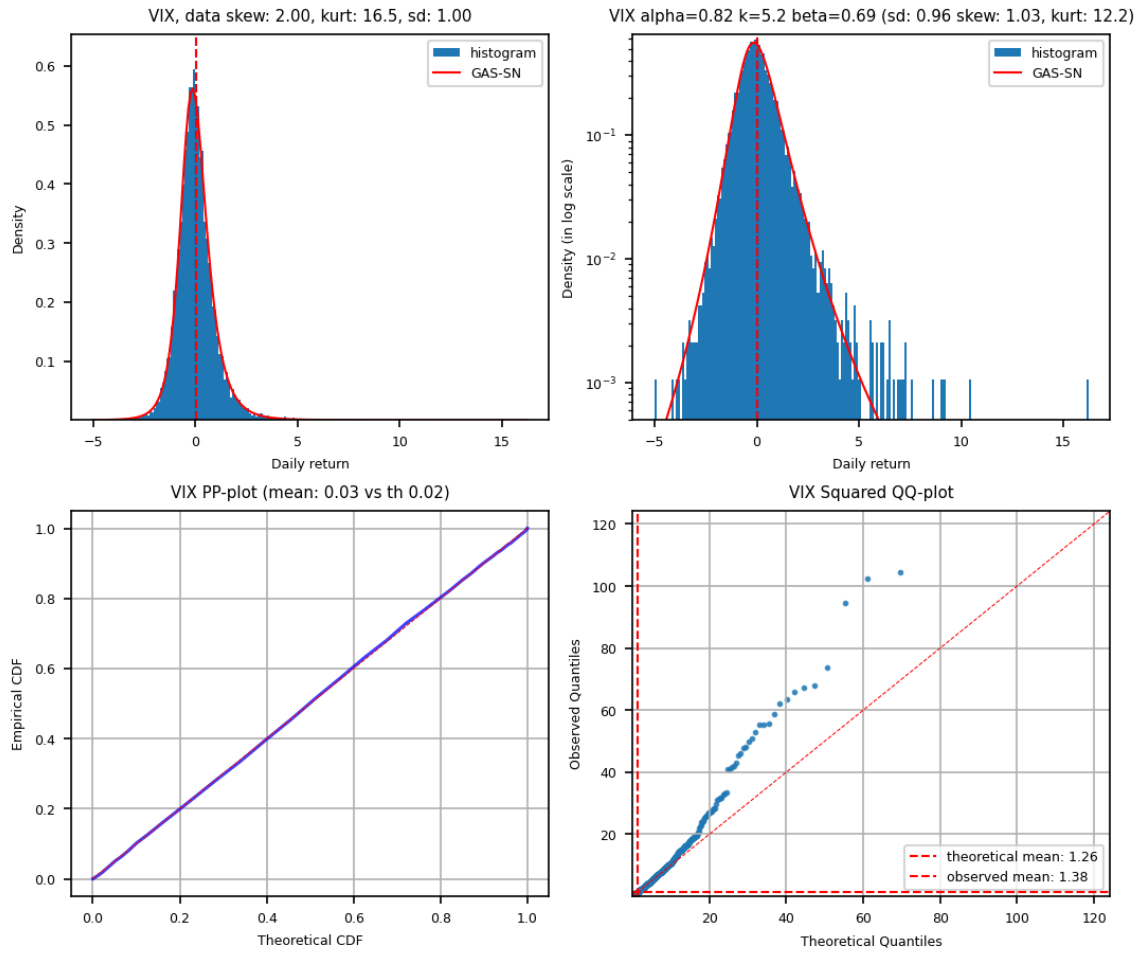 VIX, data skew: 2.00, kurt: 16.5, sd: 1.00
0.6
0.5
0.4
0.3
0.2
0.1
Density
histogram
GAS-SN
−5 0 5 10 15
Daily return
VIX alpha=0.82 k=5.2 beta=0.69 (sd: 0.96 skew: 1.03, kurt: 12.2)
10⁻¹
10⁻²
10⁻³
Density (in log scale)
histogram
GAS-SN
−5 0 5 10 15
Daily return
VIX PP-plot (mean: 0.03 vs th 0.02)
1.0
0.8
0.6
0.4
0.2
0.0
Empirical CDF
0.0 0.2 0.4 0.6 0.8 1.0
Theoretical CDF
VIX Squared QQ-plot
120
100
80
60
40
20
Observed Quantiles
theoretical mean: 1.26
observed mean: 1.38
20 40 60 80 100 120
Theoretical Quantiles